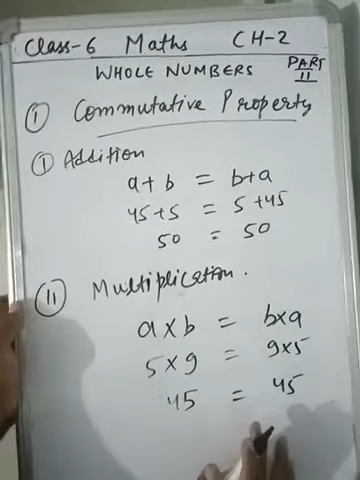 Class-6 Maths CH-2
WHOLE NUMBERS PART II
① Commutative Property
① Addition
a+b = b+a
45+5 = 5+45
50 = 50
⑪ Multiplication.
a×b = b×a
5×9 = 9×5
45 = 45